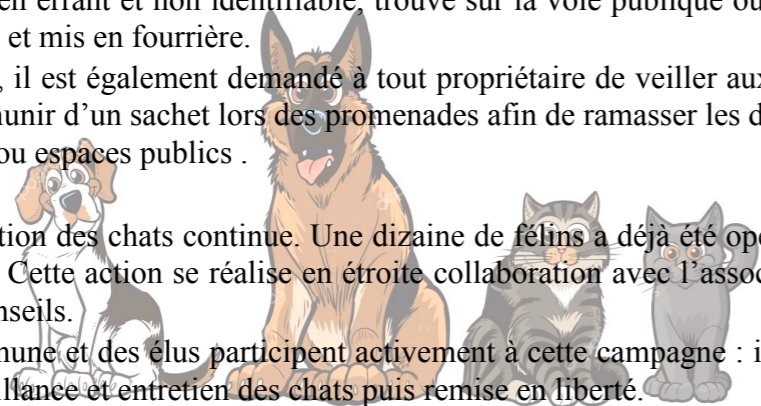 en errant et non identifiable, trouvé sur la voie publique ou
et mis en fourrière.
, il est également demandé à tout propriétaire de veiller aux
munir d’un sachet lors des promenades afin de ramasser les d
ou espaces publics .
tion des chats continue. Une dizaine de félins a déjà été opé
Cette action se réalise en étroite collaboration avec l’assoc
nseils.
mune et des élus participent activement à cette campagne : i
illance et entretien des chats puis remise en liberté.